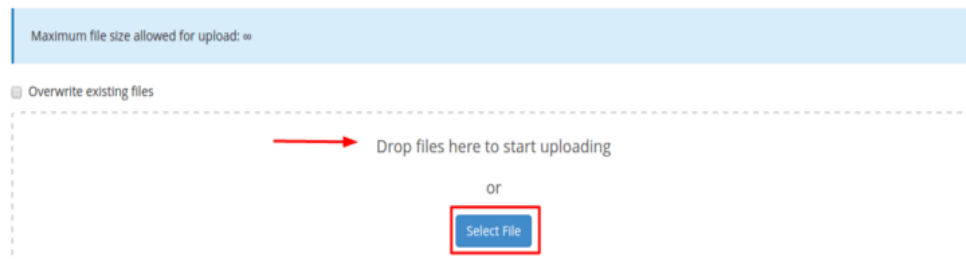 Maximum file size allowed for upload: ∞
Overwrite existing files
Drop files here to start uploading
or
Select File